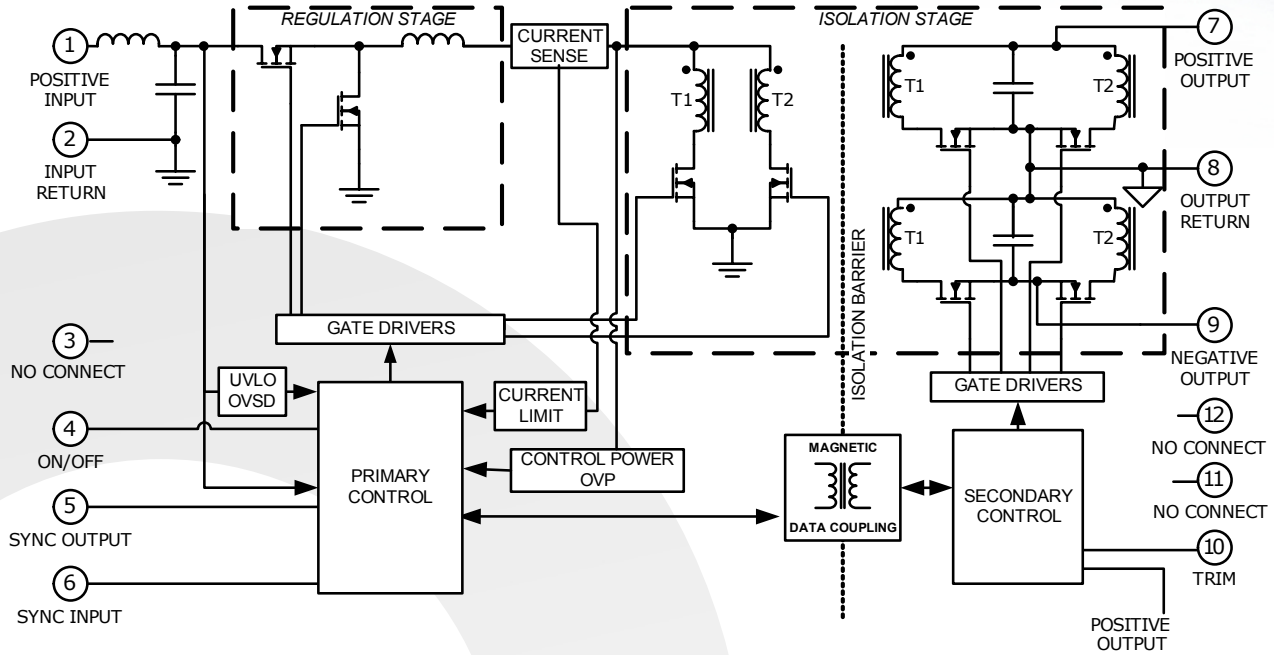 REGULATION STAGE
ISOLATION STAGE
1
POSITIVE
INPUT
2
INPUT
RETURN
CURRENT
SENSE
T1
T2
T1
T2
T1
T2
7
POSITIVE
OUTPUT
8
OUTPUT
RETURN
9
NEGATIVE
OUTPUT
ISOLATION BARRIER
3
NO CONNECT
GATE DRIVERS
UVLO
OVSD
CURRENT
LIMIT
CONTROL POWER
OVP
4
ON/OFF
5
SYNC OUTPUT
6
SYNC INPUT
PRIMARY
CONTROL
MAGNETIC
DATA COUPLING
GATE DRIVERS
SECONDARY
CONTROL
12
NO CONNECT
11
NO CONNECT
10
TRIM
POSITIVE
OUTPUT